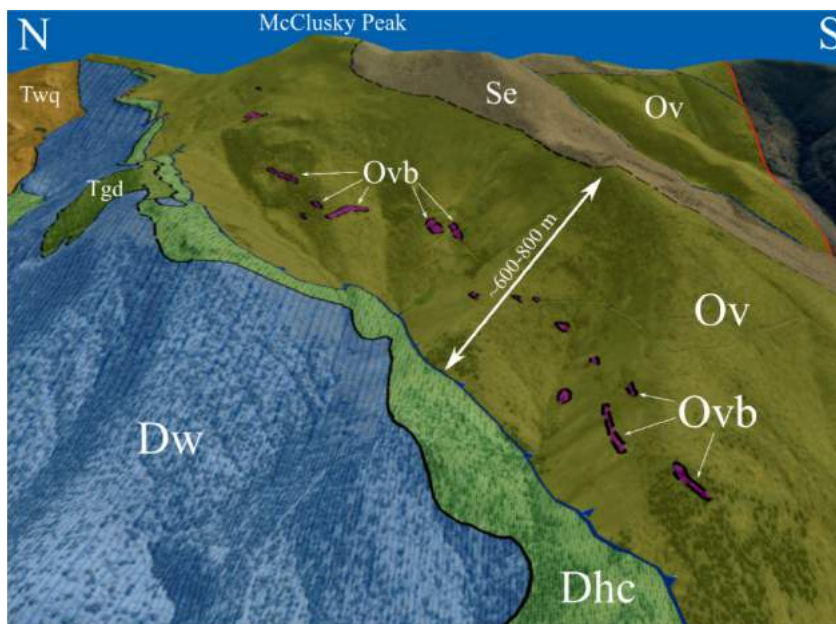 N
McClusky Peak
S
Twq
Se
Ov
Tgd
Ovb
~600-800 m
Ov
Dw
Ovb
Dhc